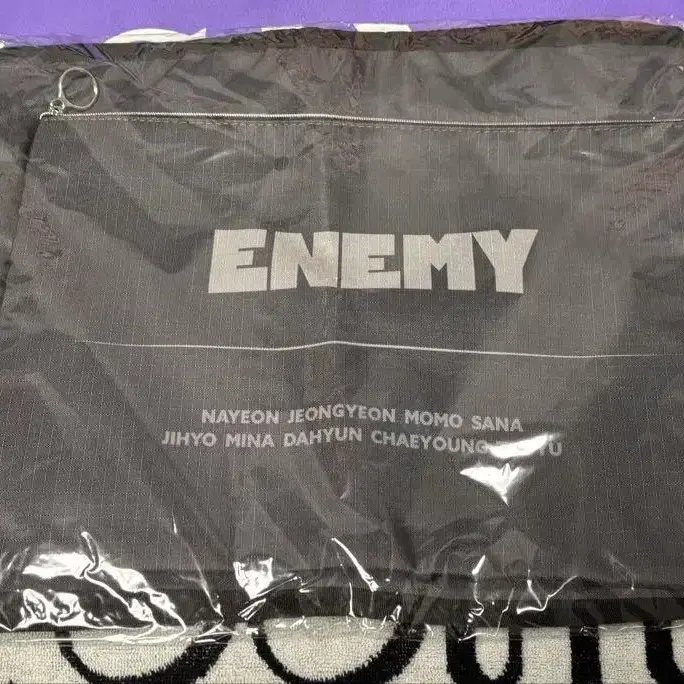 ENEMY
NAYEON JEONGYEON MOMO SANA
JIHYO MINA DAHYUN CHAEYOUNG